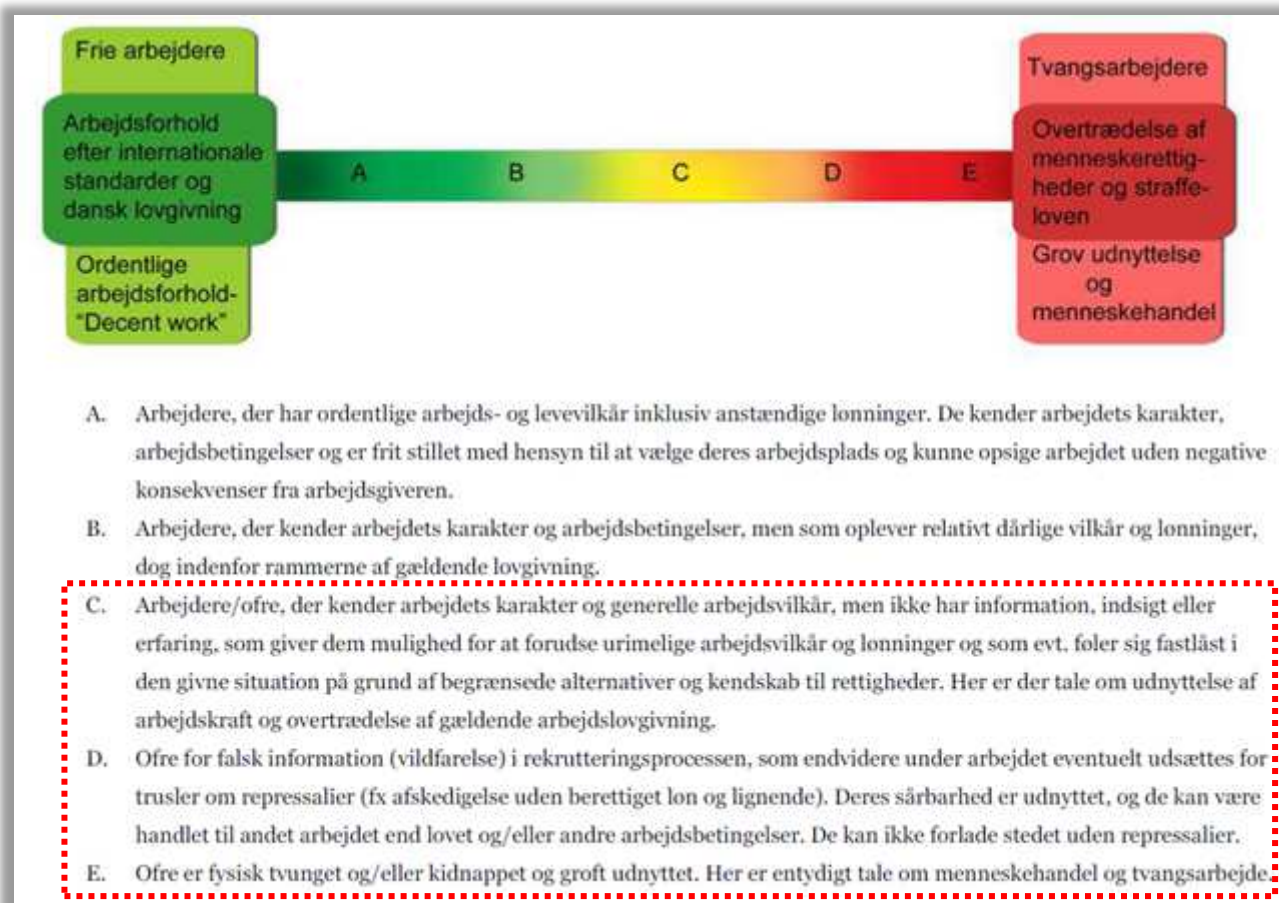 Frie arbejdere
Arbejdsforhold
efter internationale
standarder og
dansk lovgivning
Ordentlige
arbejdsforhold-
"Decent work"
A B C D E
Tvangsarbejdere
Overtrædelse af
menneskerettig-
heder og straffe-
loven
Grov udnyttelse
og
menneskehandel
A. Arbejdere, der har ordentlige arbejds- og levevilkår inklusiv anstændige lønninger. De kender arbejdets karakter,
arbejdsbetingelser og er frit stillet med hensyn til at vælge deres arbejdsplads og kunne opsige arbejdet uden negative
konsekvenser fra arbejdsgiveren.
B. Arbejdere, der kender arbejdets karakter og arbejdsbetingelser, men som oplever relativt dårlige vilkår og lønninger,
dog indenfor rammerne af gældende lovgivning.
C. Arbejdere/ofre, der kender arbejdets karakter og generelle arbejdsvilkår, men ikke har information, indsigt eller
erfaring, som giver dem mulighed for at forudse urimelige arbejdsvilkår og lønninger og som evt. føler sig fastlåst i
den givne situation på grund af begrænsede alternativer og kendskab til rettigheder. Her er der tale om udnyttelse af
arbejdskraft og overtrædelse af gældende arbejdslovgivning.
D. Ofre for falsk information (vildfarelse) i rekrutteringsprocessen, som endvidere under arbejdet eventuelt udsættes for
trusler om repressalier (fx afskedigelse uden berettiget løn og lignende). Deres sårbarhed er udnyttet, og de kan være
handlet til andet arbejdet end lovet og/eller andre arbejdsbetingelser. De kan ikke forlade stedet uden repressalier.
E. Ofre er fysisk tvunget og/eller kidnappet og groft udnyttet. Her er entydigt tale om menneskehandel og tvangsarbejde.